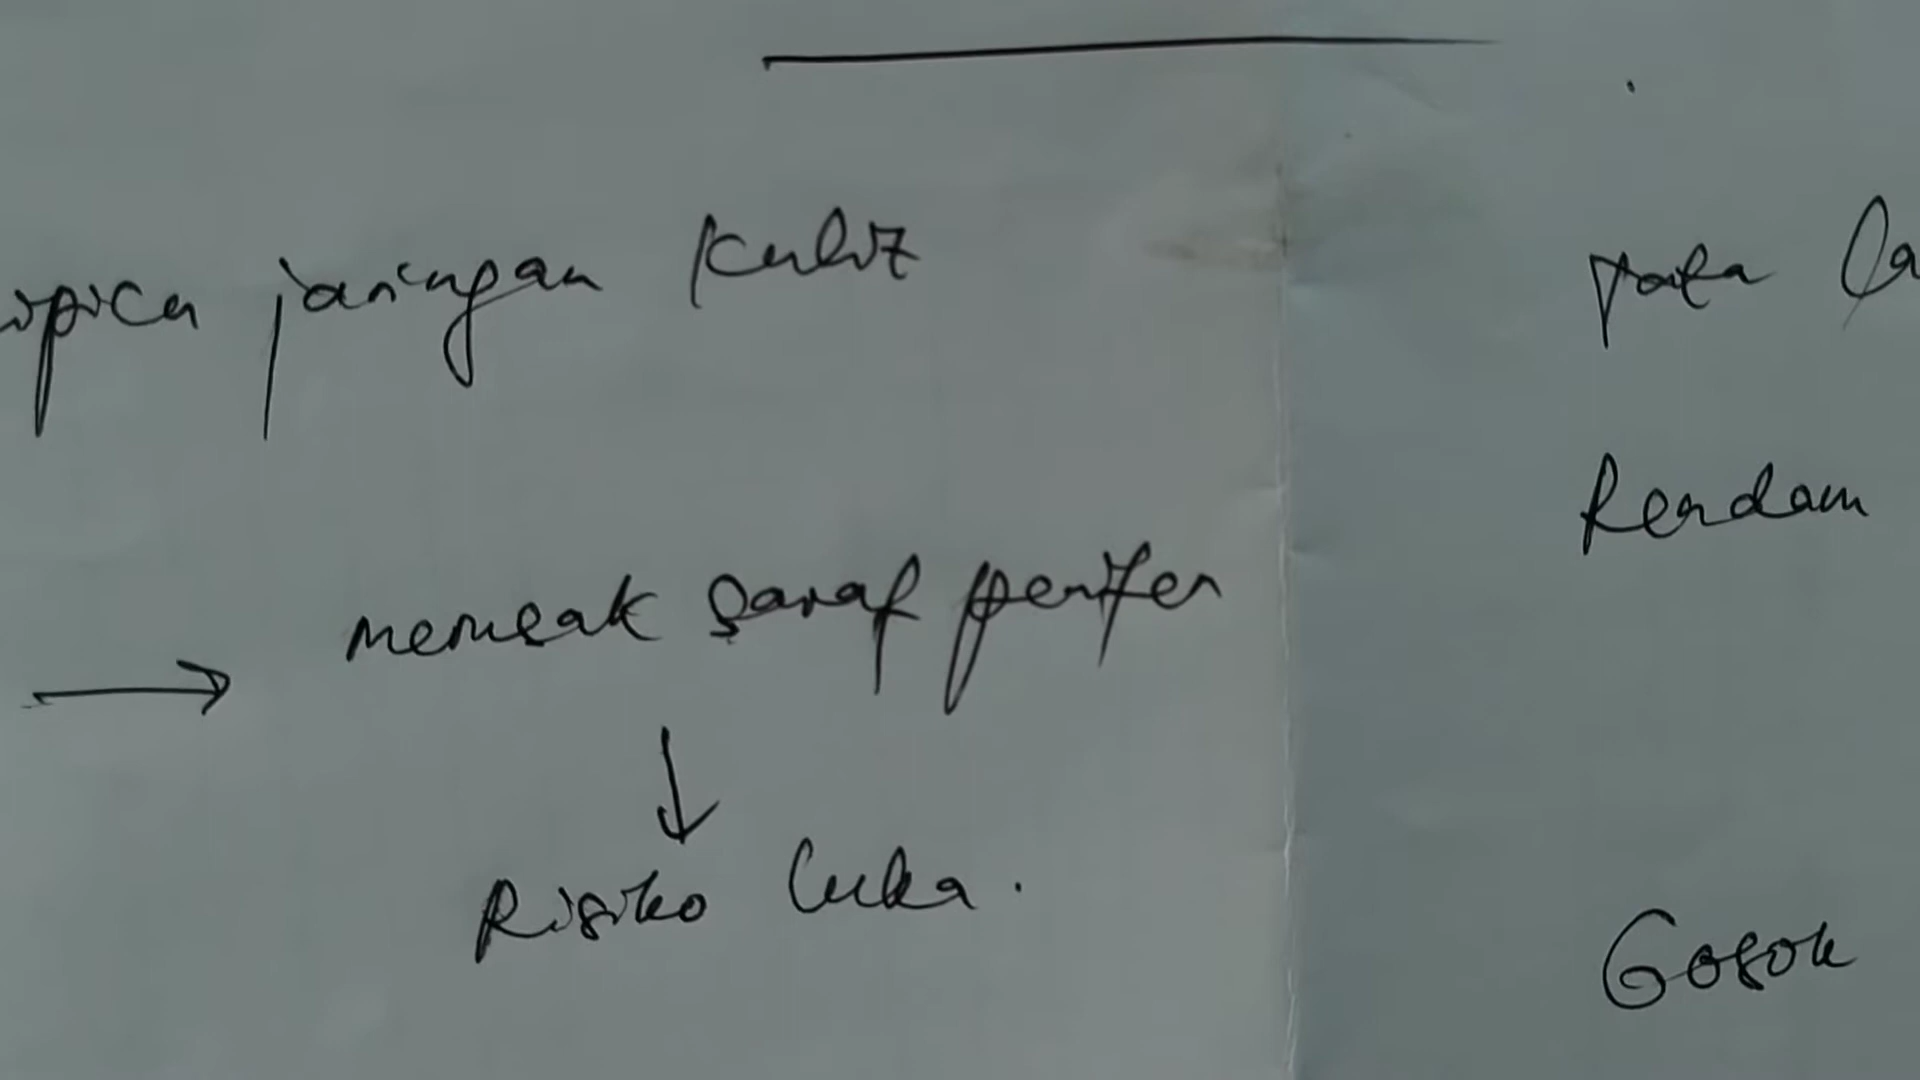 jaringan kulit
merusak saraf perifer
Risiko luka.
pada
Rendam
Gosok